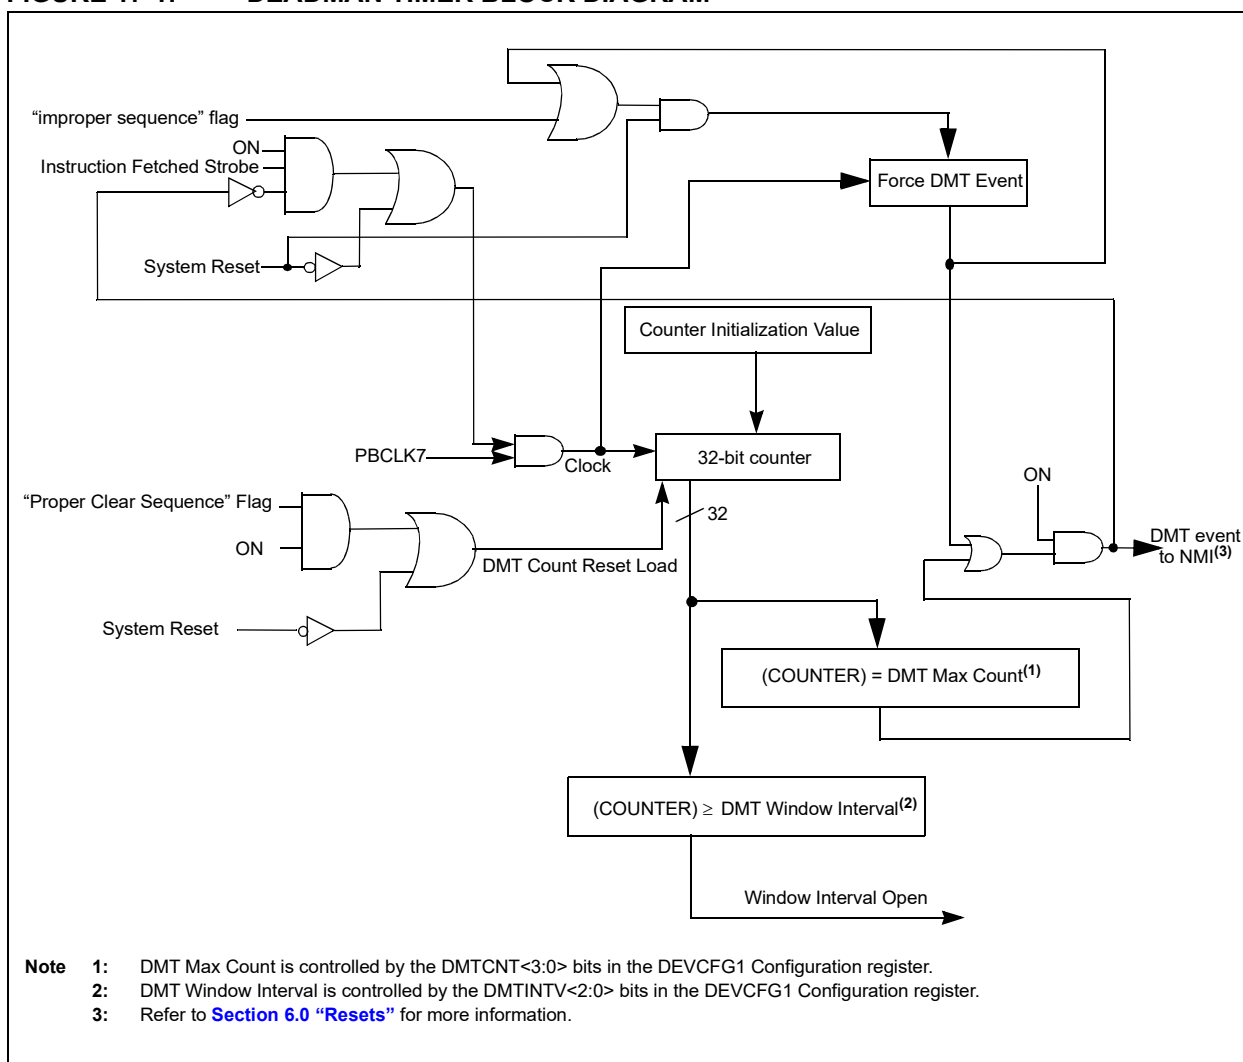 “improper sequence” flag
ON
Instruction Fetched Strobe
Force DMT Event
System Reset
Counter Initialization Value
PBCLK7
Clock
32-bit counter
“Proper Clear Sequence” Flag
ON
32
ON
DMT event
to NMI(3)
DMT Count Reset Load
System Reset
(COUNTER) = DMT Max Count(1)
(COUNTER) ≥ DMT Window Interval(2)
Window Interval Open
Note 1: DMT Max Count is controlled by the DMTCNT<3:0> bits in the DEVCFG1 Configuration register.
2: DMT Window Interval is controlled by the DMTINTV<2:0> bits in the DEVCFG1 Configuration register.
3: Refer to Section 6.0 “Resets” for more information.